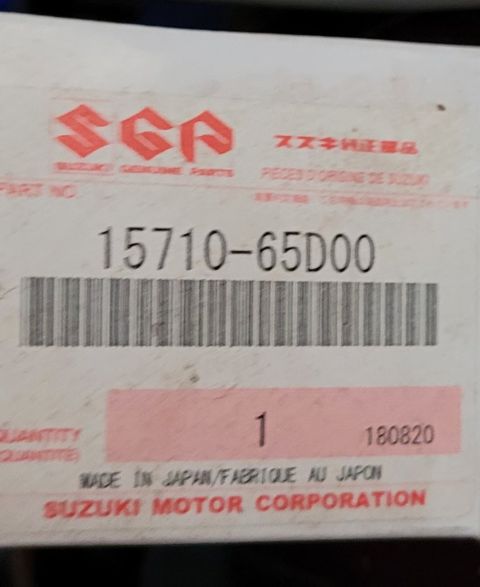 SGP
スズキ純正部品
SUZUKI GENUINE PARTS
PIECES D'ORIGINE DE SUZUKI
PART NO
15710-65D00
QUANTITY
(QUANTITE)
1
180820
MADE IN JAPAN/FABRIQUE AU JAPON
SUZUKI MOTOR CORPORATION